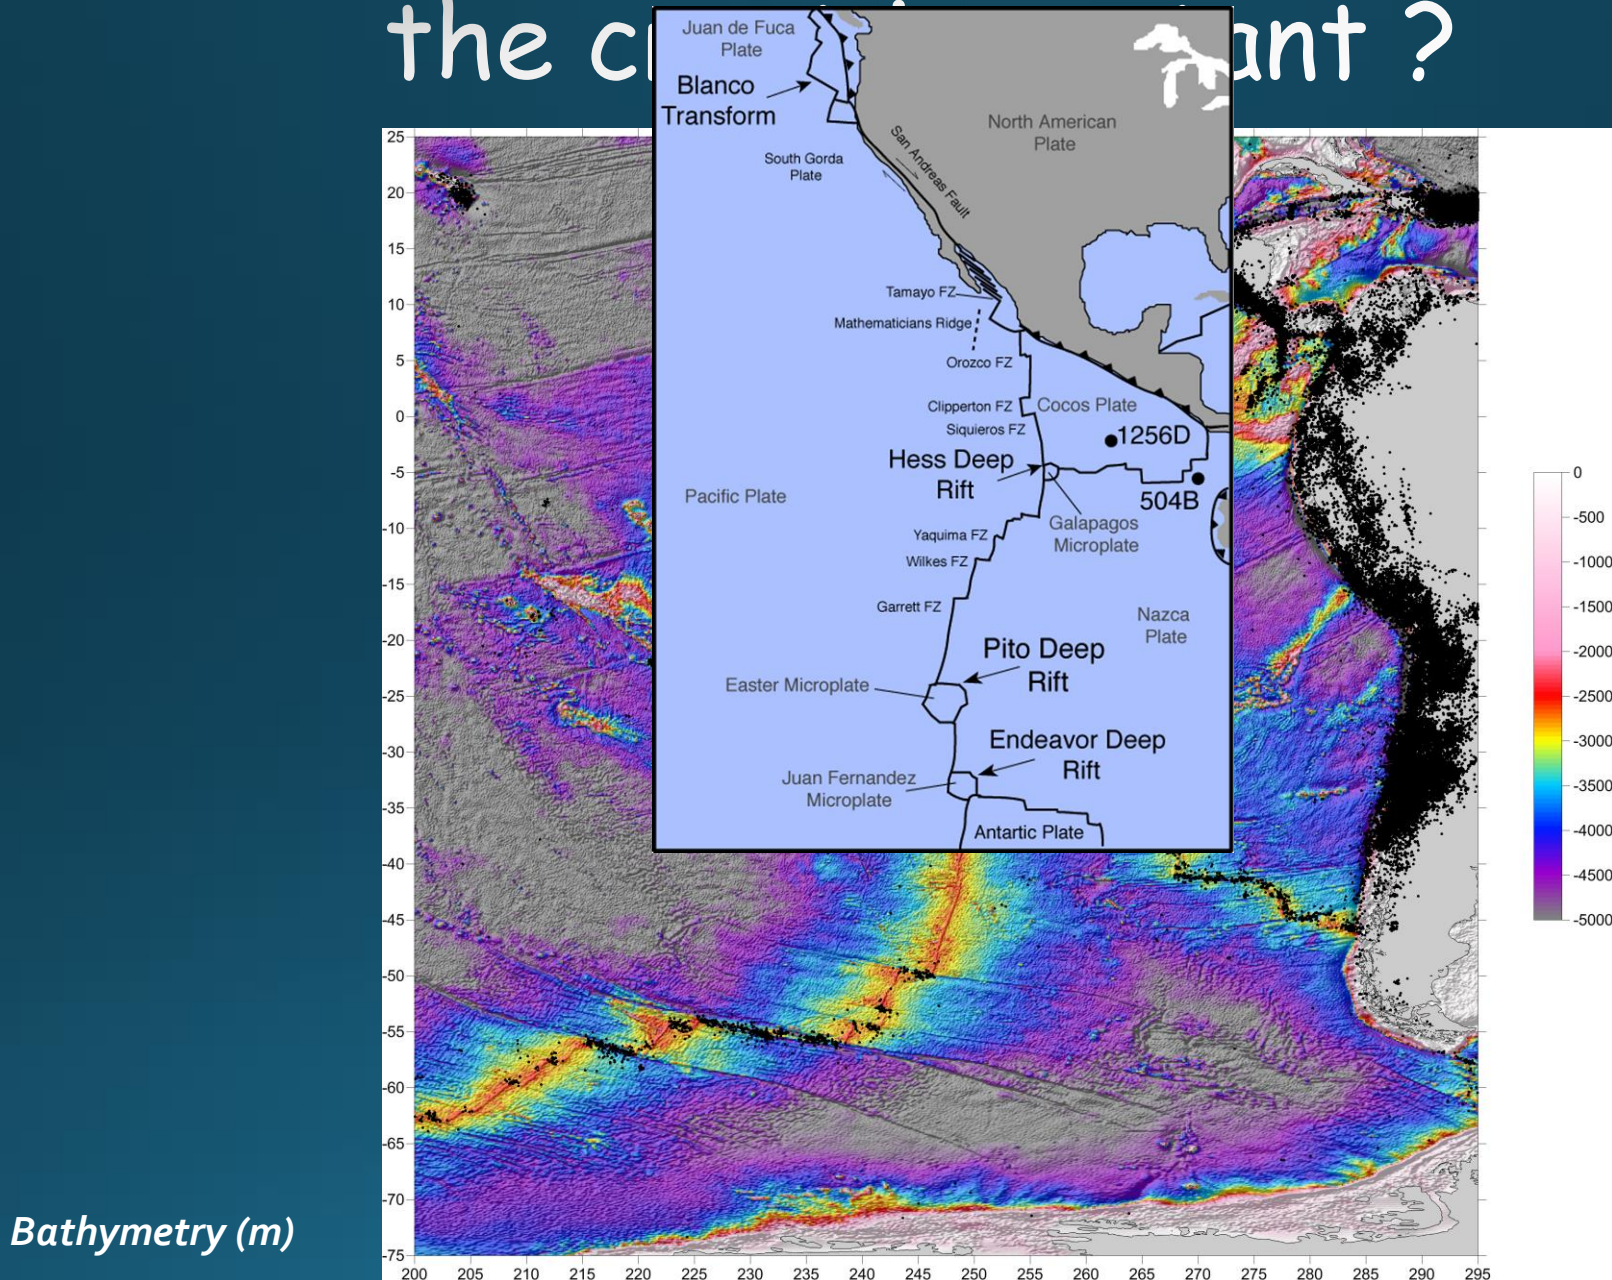 the c
ant ?
Juan de Fuca
Plate
Blanco
Transform
North American
Plate
San Andreas Fault
South Gorda
Plate
Tamayo FZ
Mathematicians Ridge
Orozco FZ
Clipperton FZ
Cocos Plate
Siquieros FZ
1256D
Hess Deep
Rift
504B
Pacific Plate
Galapagos
Microplate
Yaquima FZ
Wilkes FZ
Garrett FZ
Nazca
Plate
Pito Deep
Rift
Easter Microplate
Endeavor Deep
Rift
Juan Fernandez
Microplate
Antartic Plate
25
20
15
10
5
0
-5
-10
-15
-20
-25
-30
-35
-40
-45
-50
-55
-60
-65
-70
-75
200 205 210 215 220 225 230 235 240 245 250 255 260 265 270 275 280 285 290 295
0
-500
-1000
-1500
-2000
-2500
-3000
-3500
-4000
-4500
-5000
Bathymetry (m)